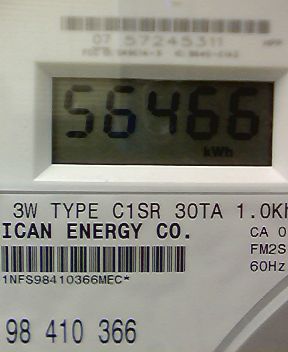 07 57245311
56466
kWh
3W TYPE C1SR 30TA 1.0Kh
ICAN ENERGY CO.
CA 0
FM2S
60Hz
1NFS98410366MEC*
98 410 366